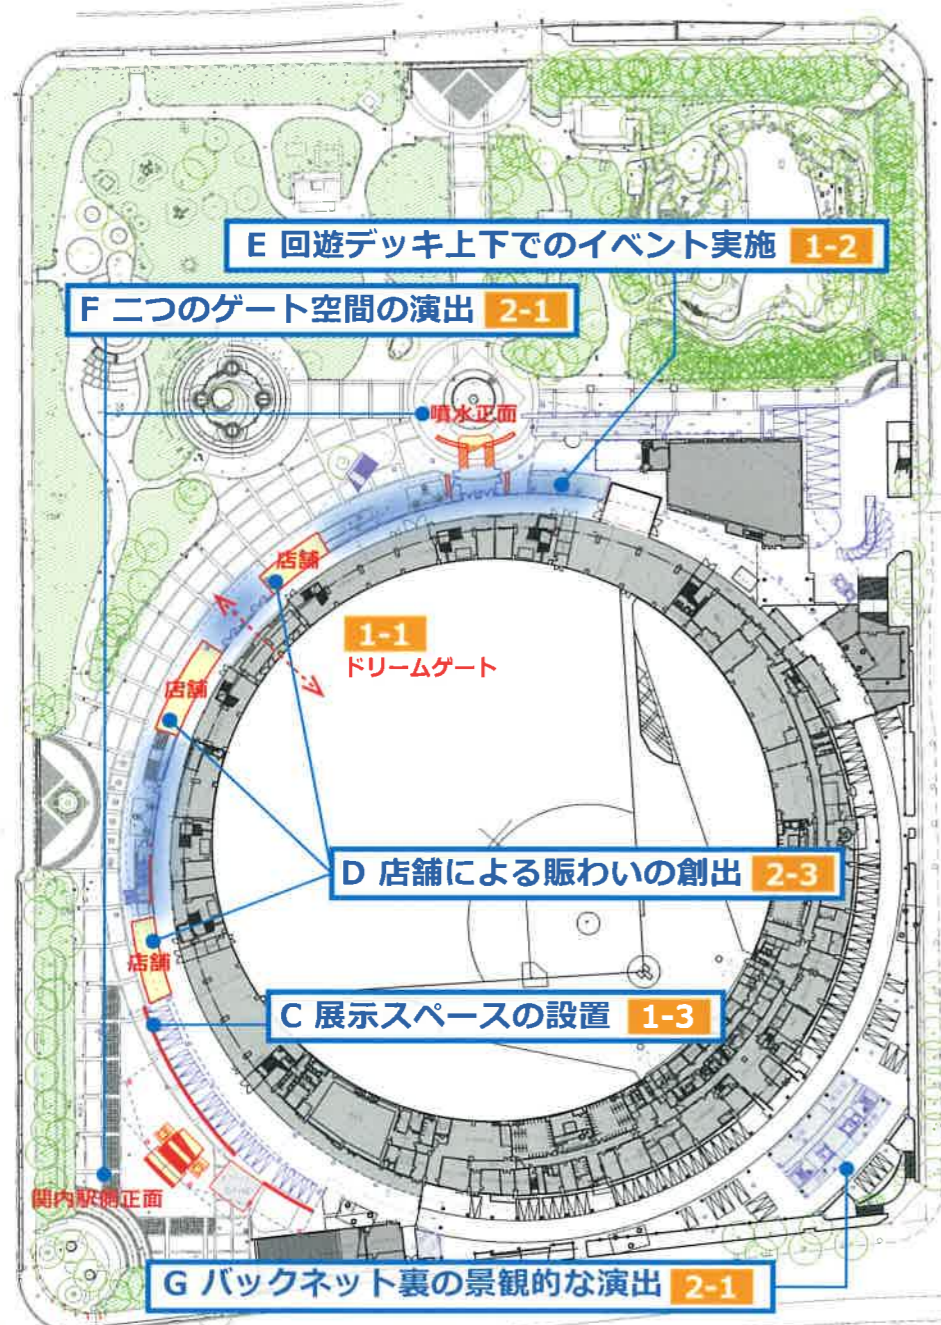 E 回遊デッキ上下でのイベント実施 1-2
F 二つのゲート空間の演出 2-1
噴水正面
店舗
1-1
ドリームゲート
店舗
D 店舗による賑わいの創出 2-3
店舗
C 展示スペースの設置 1-3
関内駅側正面
G バックネット裏の景観的な演出 2-1